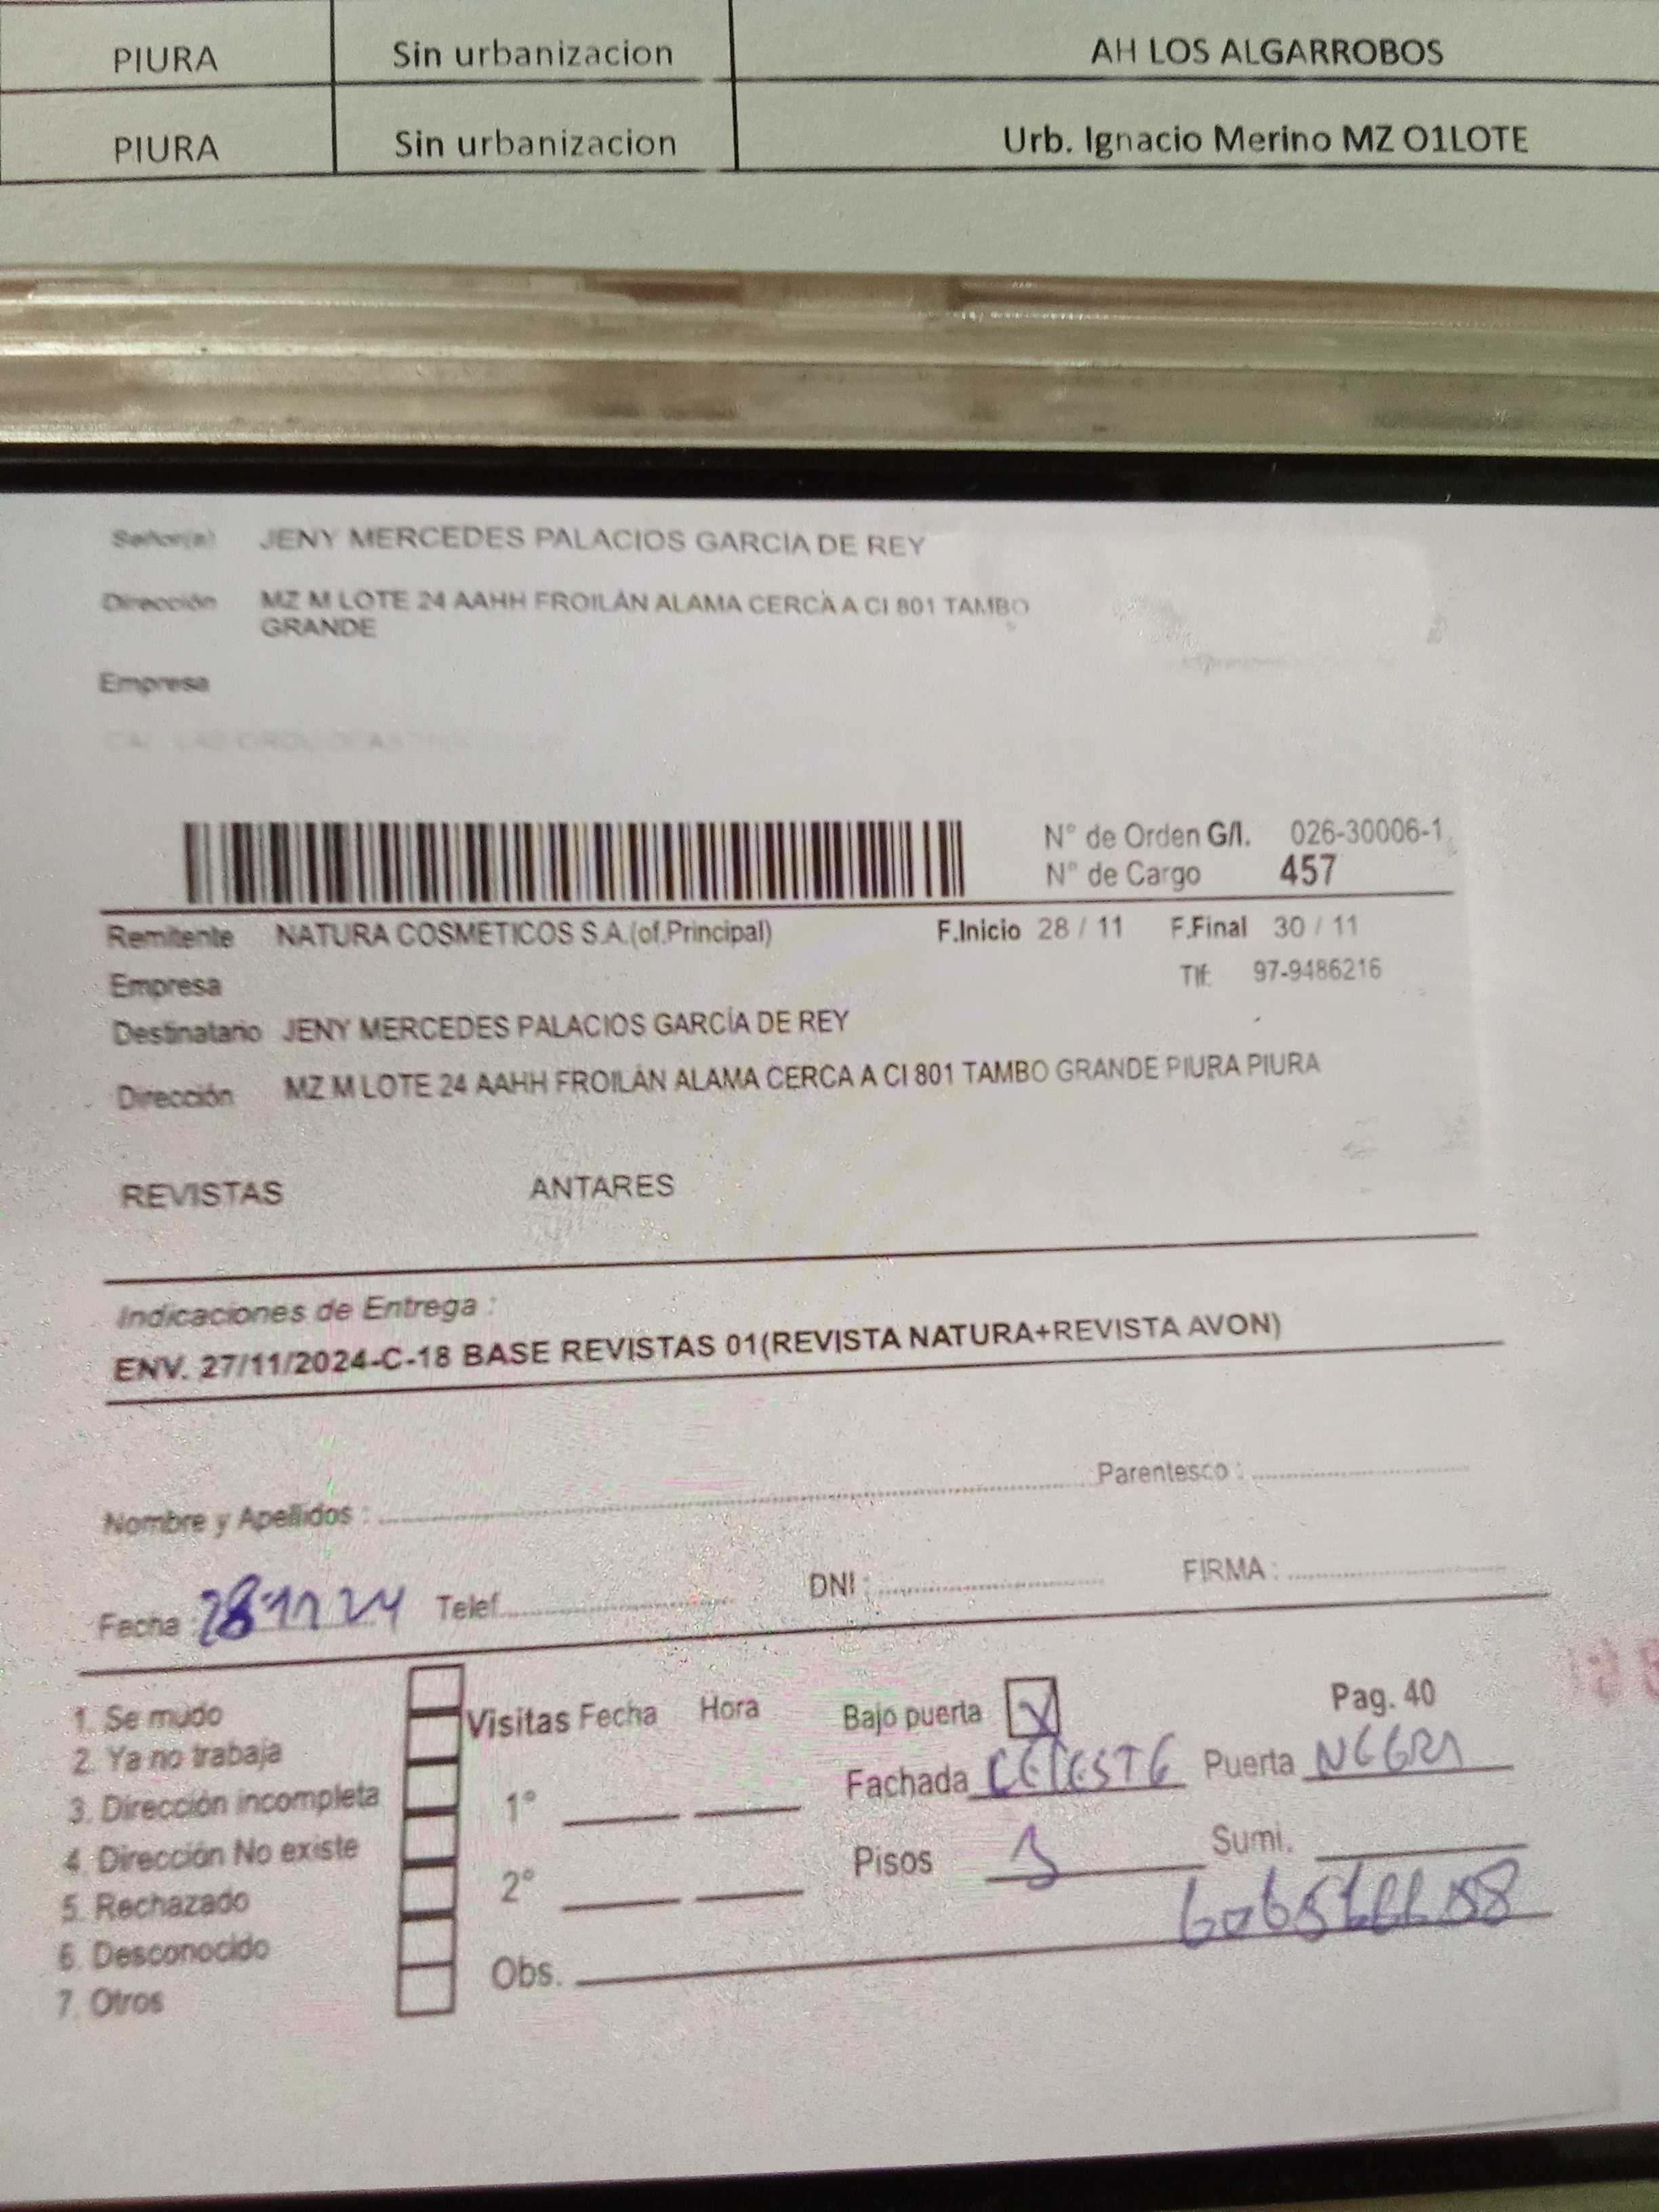 PIURA Sin urbanizacion AH LOS ALGARROBOS
PIURA Sin urbanizacion Urb. Ignacio Merino MZ O1LOTE
Señor(a) JENY MERCEDES PALACIOS GARCÍA DE REY
Dirección MZ M LOTE 24 AAHH FROILÁN ALAMA CERCA A CI 801 TAMBO
GRANDE
Empresa
N° de Orden G/I. 026-30006-1
N° de Cargo 457
Remitente NATURA COSMETICOS S.A.(of.Principal) F.Inicio 28 / 11 F.Final 30 / 11
Empresa Tlf: 97-9486216
Destinatario JENY MERCEDES PALACIOS GARCÍA DE REY
Dirección MZ M LOTE 24 AAHH FROILÁN ALAMA CERCA A CI 801 TAMBO GRANDE PIURA PIURA
REVISTAS ANTARES
Indicaciones de Entrega :
ENV. 27/11/2024-C-18 BASE REVISTAS 01(REVISTA NATURA+REVISTA AVON)
Nombre y Apellidos : Parentesco :
Fecha 28 11 24 Telef. DNI : FIRMA :
1. Se mudo Visitas Fecha Hora Bajo puerta X Pag. 40
2. Ya no trabaja Fachada CELESTE Puerta NEGRA
3. Dirección incompleta 1°
4. Dirección No existe Pisos Sumi.
5. Rechazado 2°
6. Desconocido Obs.
7. Otros